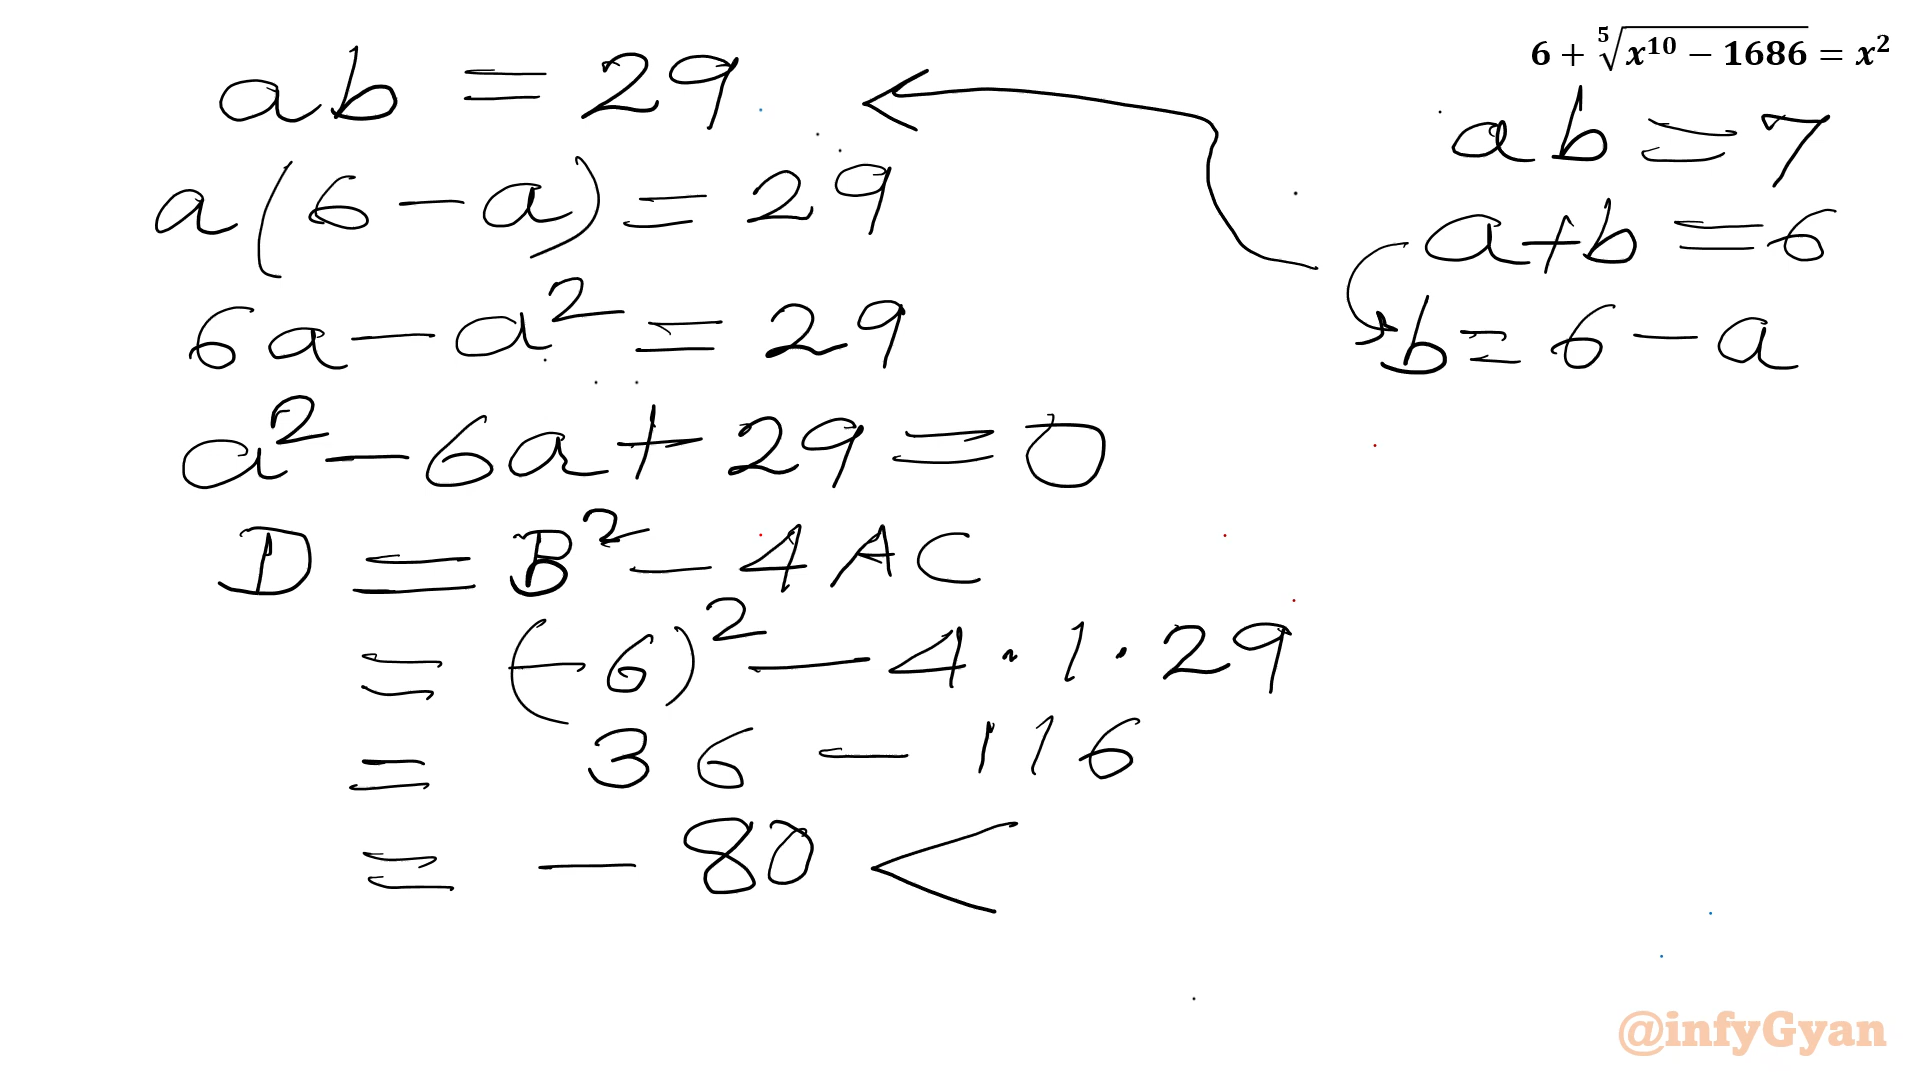 6 + ⁵√(x¹⁰ − 1686) = x²
ab = 7
a+b = 6
b = 6 − a
ab = 29
a(6 − a) = 29
6a − a² = 29
a² − 6a + 29 = 0
D = B² − 4AC
= (−6)² − 4 · 1 · 29
= 36 − 116
= − 80 <
@infyGyan